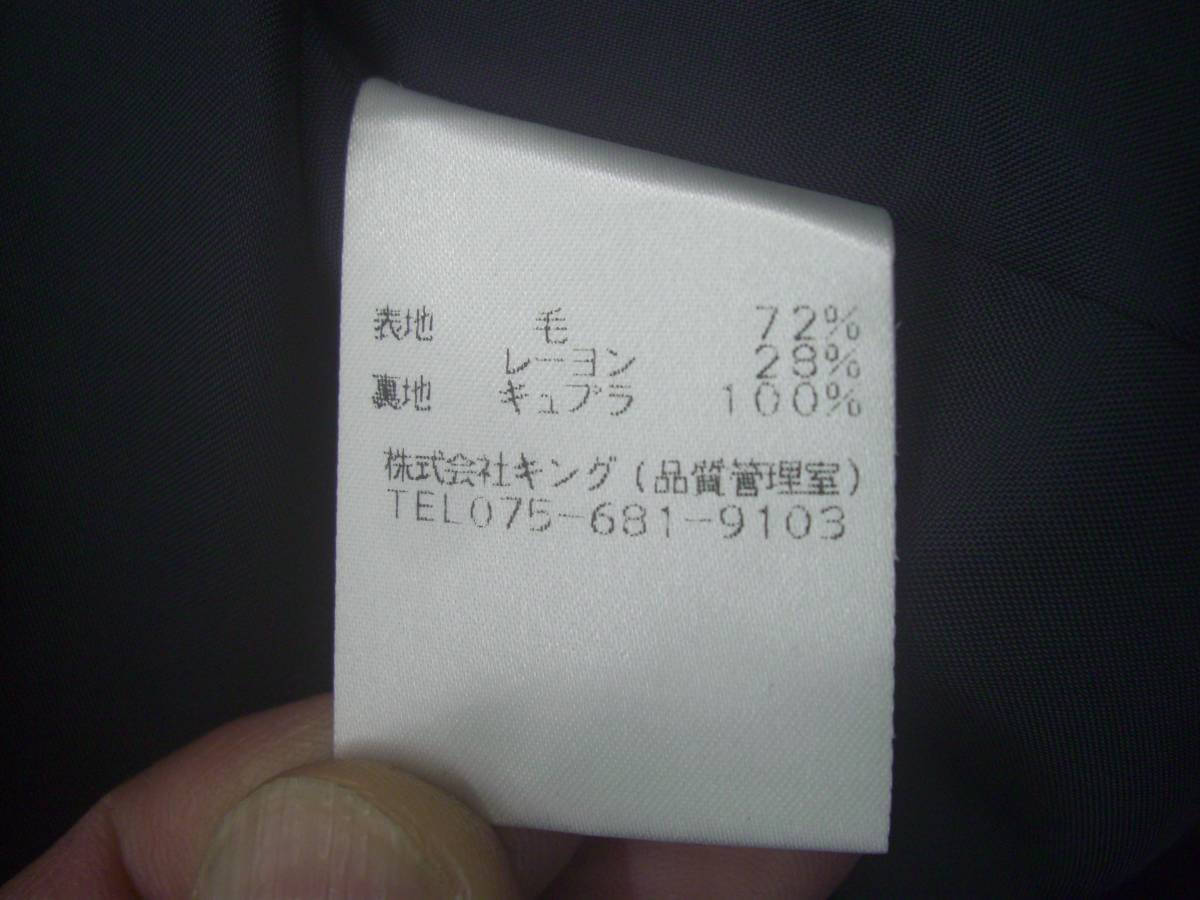 表地 毛 72%
レーヨン 28%
裏地 キュプラ 100%
株式会社キング(品質管理室)
TEL075-681-9103